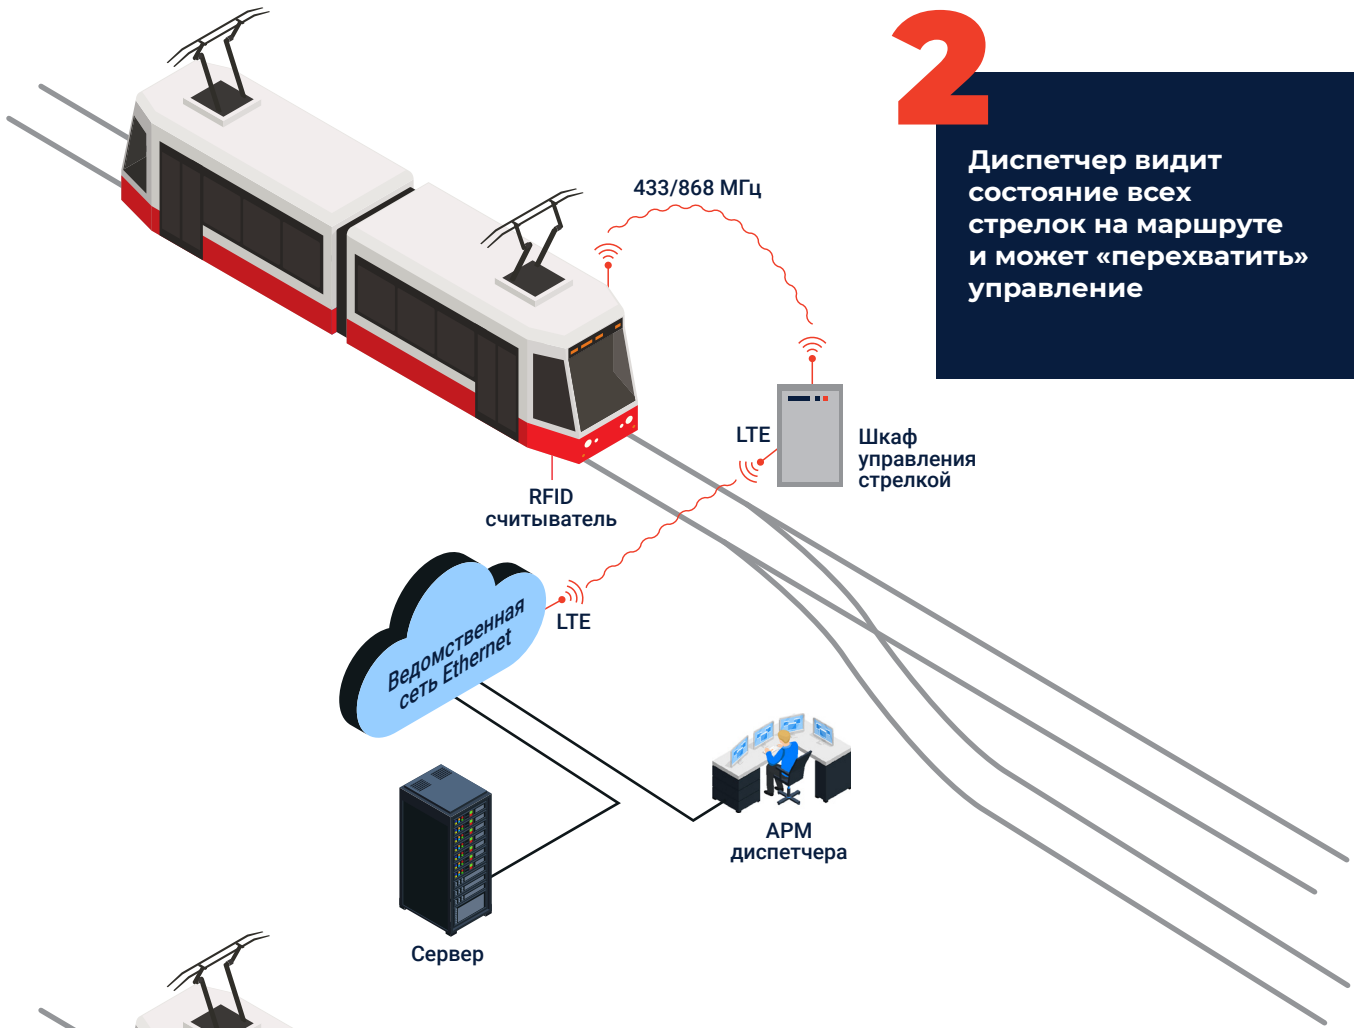 2
Диспетчер видит
состояние всех
стрелок на маршруте
и может «перехватить»
управление
433/868 МГц
LTE
Шкаф
управления
стрелкой
RFID
считыватель
LTE
Ведомственная
сеть Ethernet
АРМ
диспетчера
Сервер